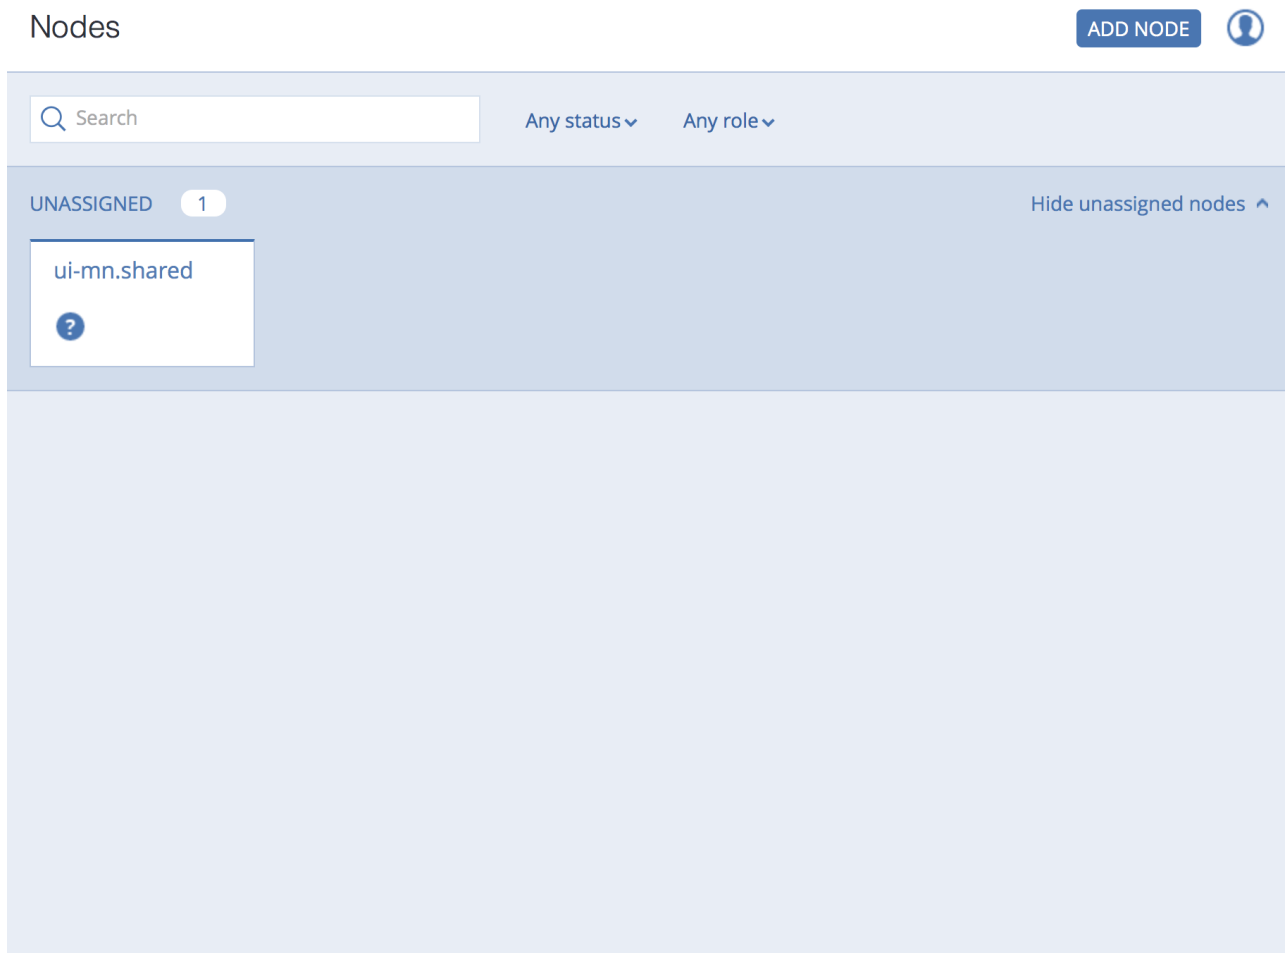 Nodes
ADD NODE
Search
Any status
Any role
UNASSIGNED 1
Hide unassigned nodes
ui-mn.shared
?